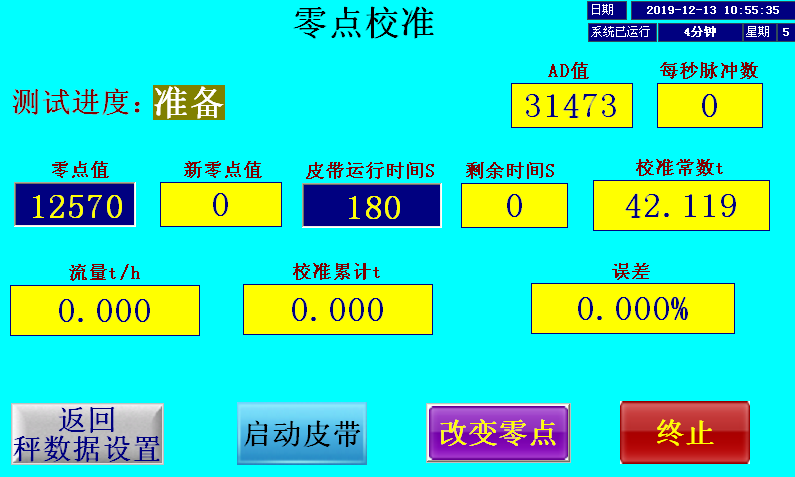 零点校准
日期 2019-12-13 10:55:35
系统已运行 4分钟 星期 5
测试进度：准备
AD值 每秒脉冲数
31473 0
零点值 新零点值 皮带运行时间S 剩余时间S 校准常数t
12570 0 180 0 42.119
流量t/h 校准累计t 误差
0.000 0.000 0.000%
返回
秤数据设置
启动皮带
改变零点
终止